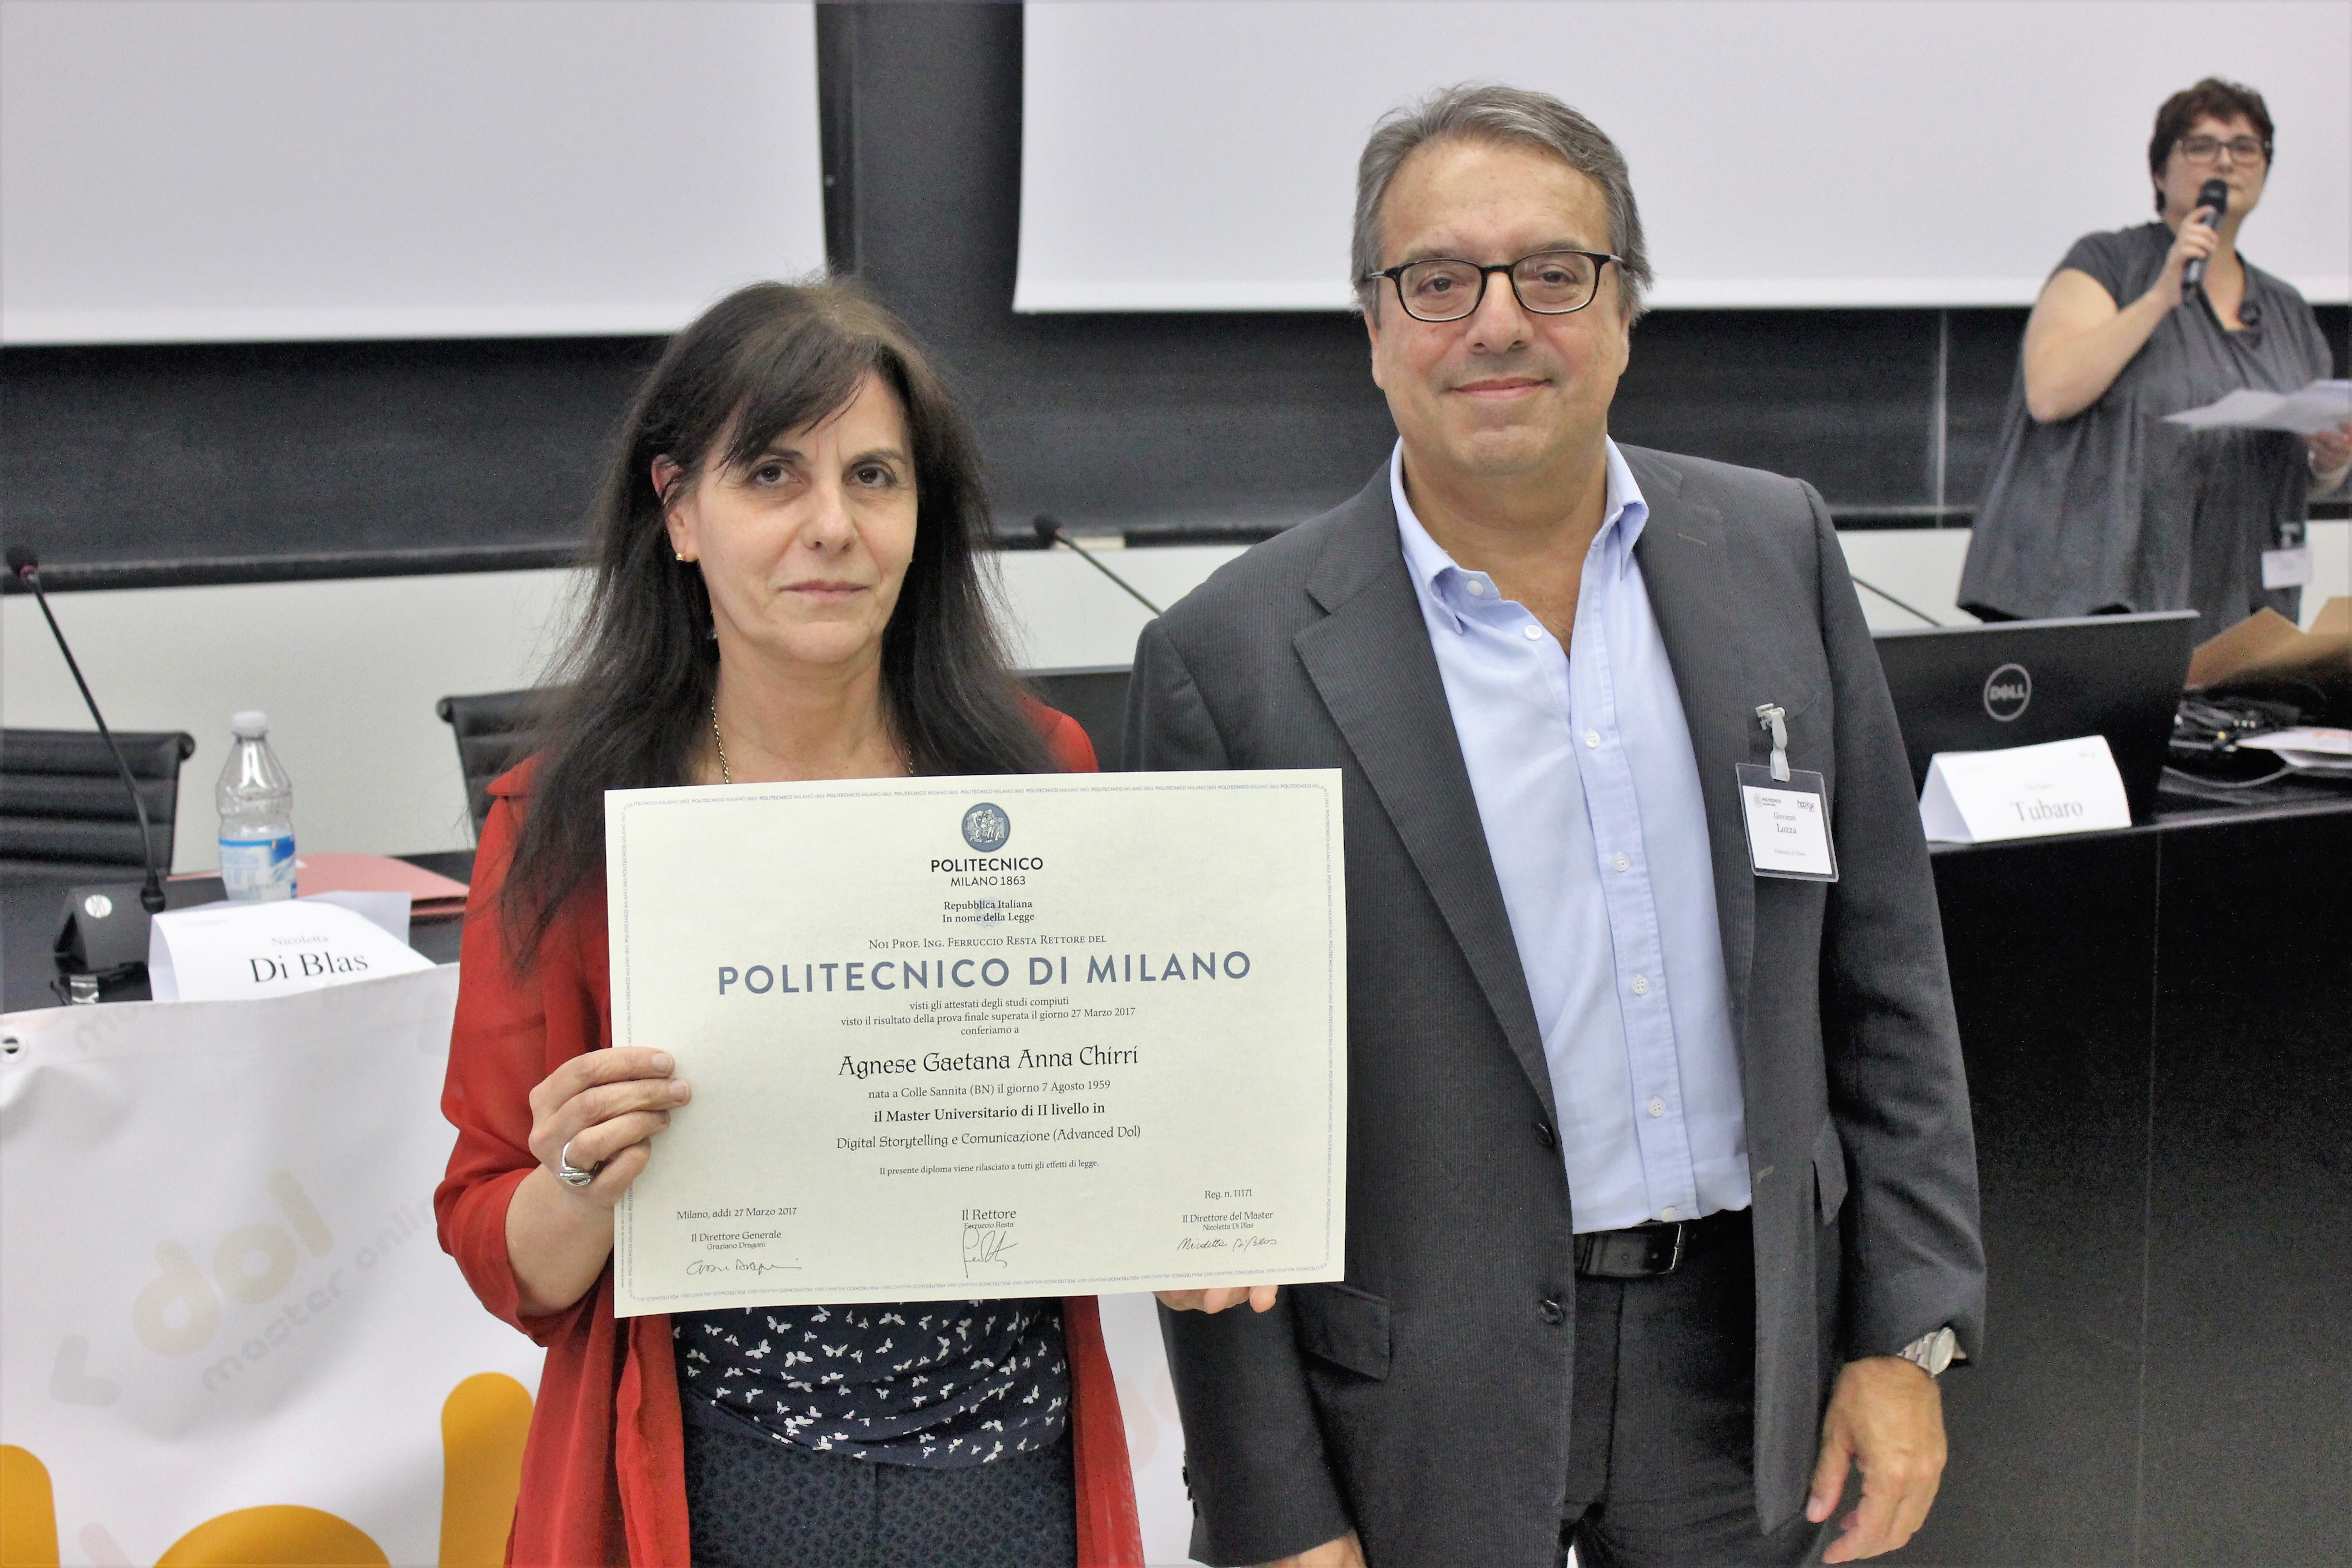 POLITECNICO
MILANO 1863
Repubblica Italiana
In nome della Legge
Noi Prof. Ing. Ferruccio Resta Rettore del
POLITECNICO DI MILANO
visti gli attestati degli studi compiuti
visto il risultato della prova finale superata il giorno 27 Marzo 2017
conferiamo a
Agnese Gaetana Anna Chirri
nata a Colle Sannita (BN) il giorno 7 Agosto 1959
il Master Universitario di II livello in
Digital Storytelling e Comunicazione (Advanced Dol)
Il presente diploma viene rilasciato a tutti gli effetti di legge.
Reg. n. 11171
Milano, addì 27 Marzo 2017
Il Direttore Generale
Graziano Dragoni
Il Rettore
Ferruccio Resta
Il Direttore del Master
Nicoletta Di Blas
Nicoletta
Di Blas
Giovanni
Lozza
DELL
Tubaro
dol
master online